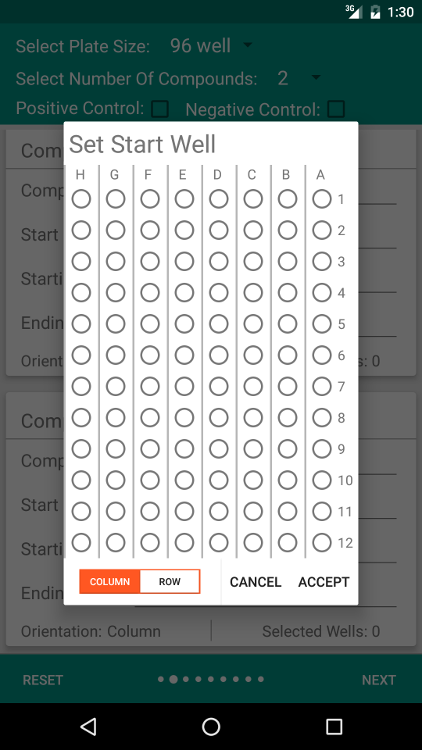 3G 1:30
Select Plate Size: 96 well
Select Number Of Compounds: 2
Positive Control: Negative Control:
Com
Comp
Start
Starti
Endin
Orient s: 0
Set Start Well
H G F E D C B A
1
2
3
4
5
6
7
8
9
10
11
12
COLUMN ROW CANCEL ACCEPT
Com
Comp
Start
Starti
Endin
Orientation: Column Selected Wells: 0
RESET NEXT